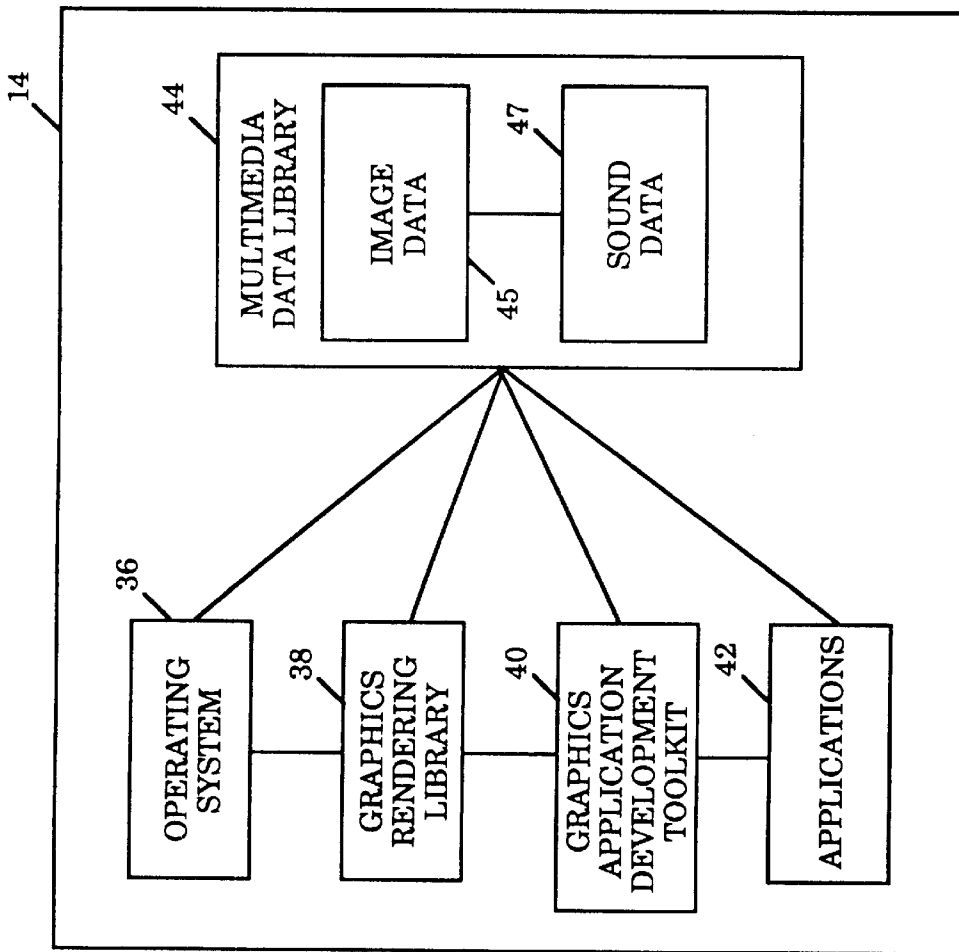 14
36
OPERATING
SYSTEM
38
GRAPHICS
RENDERING
LIBRARY
40
GRAPHICS
APPLICATION
DEVELOPMENT
TOOLKIT
42
APPLICATIONS
44
MULTIMEDIA
DATA LIBRARY
IMAGE
DATA
45
47
SOUND
DATA